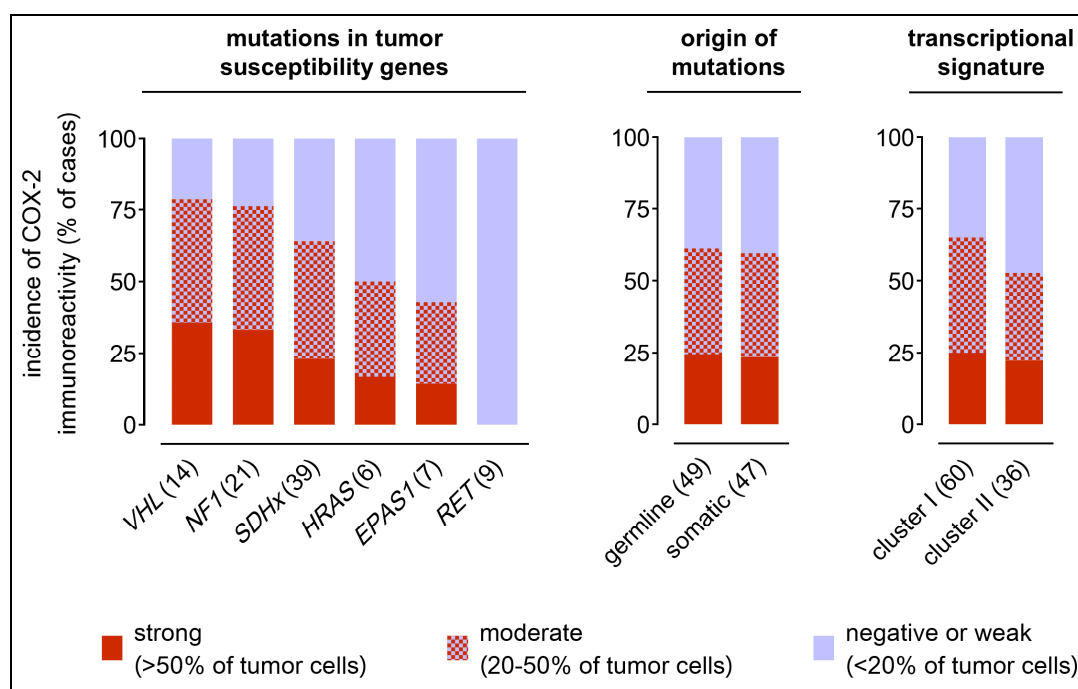 mutations in tumor
susceptibility genes
origin of
mutations
transcriptional
signature
incidence of COX-2
immunoreactivity (% of cases)
100
75
50
25
0
VHL (14)
NF1 (21)
SDHx (39)
HRAS (6)
EPAS1 (7)
RET (9)
100
75
50
25
0
germline (49)
somatic (47)
100
75
50
25
0
cluster I (60)
cluster II (36)
strong
(>50% of tumor cells)
moderate
(20-50% of tumor cells)
negative or weak
(<20% of tumor cells)